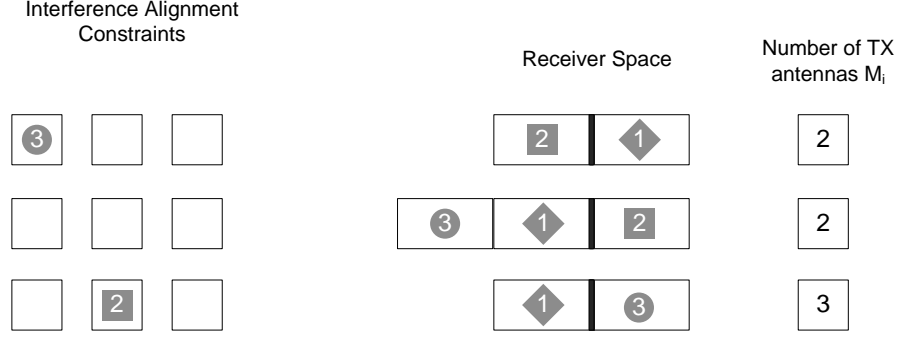 Interference Alignment
Constraints
Receiver Space
Number of TX
antennas Mi
3
2
1
2
3
1
2
2
2
1
3
3